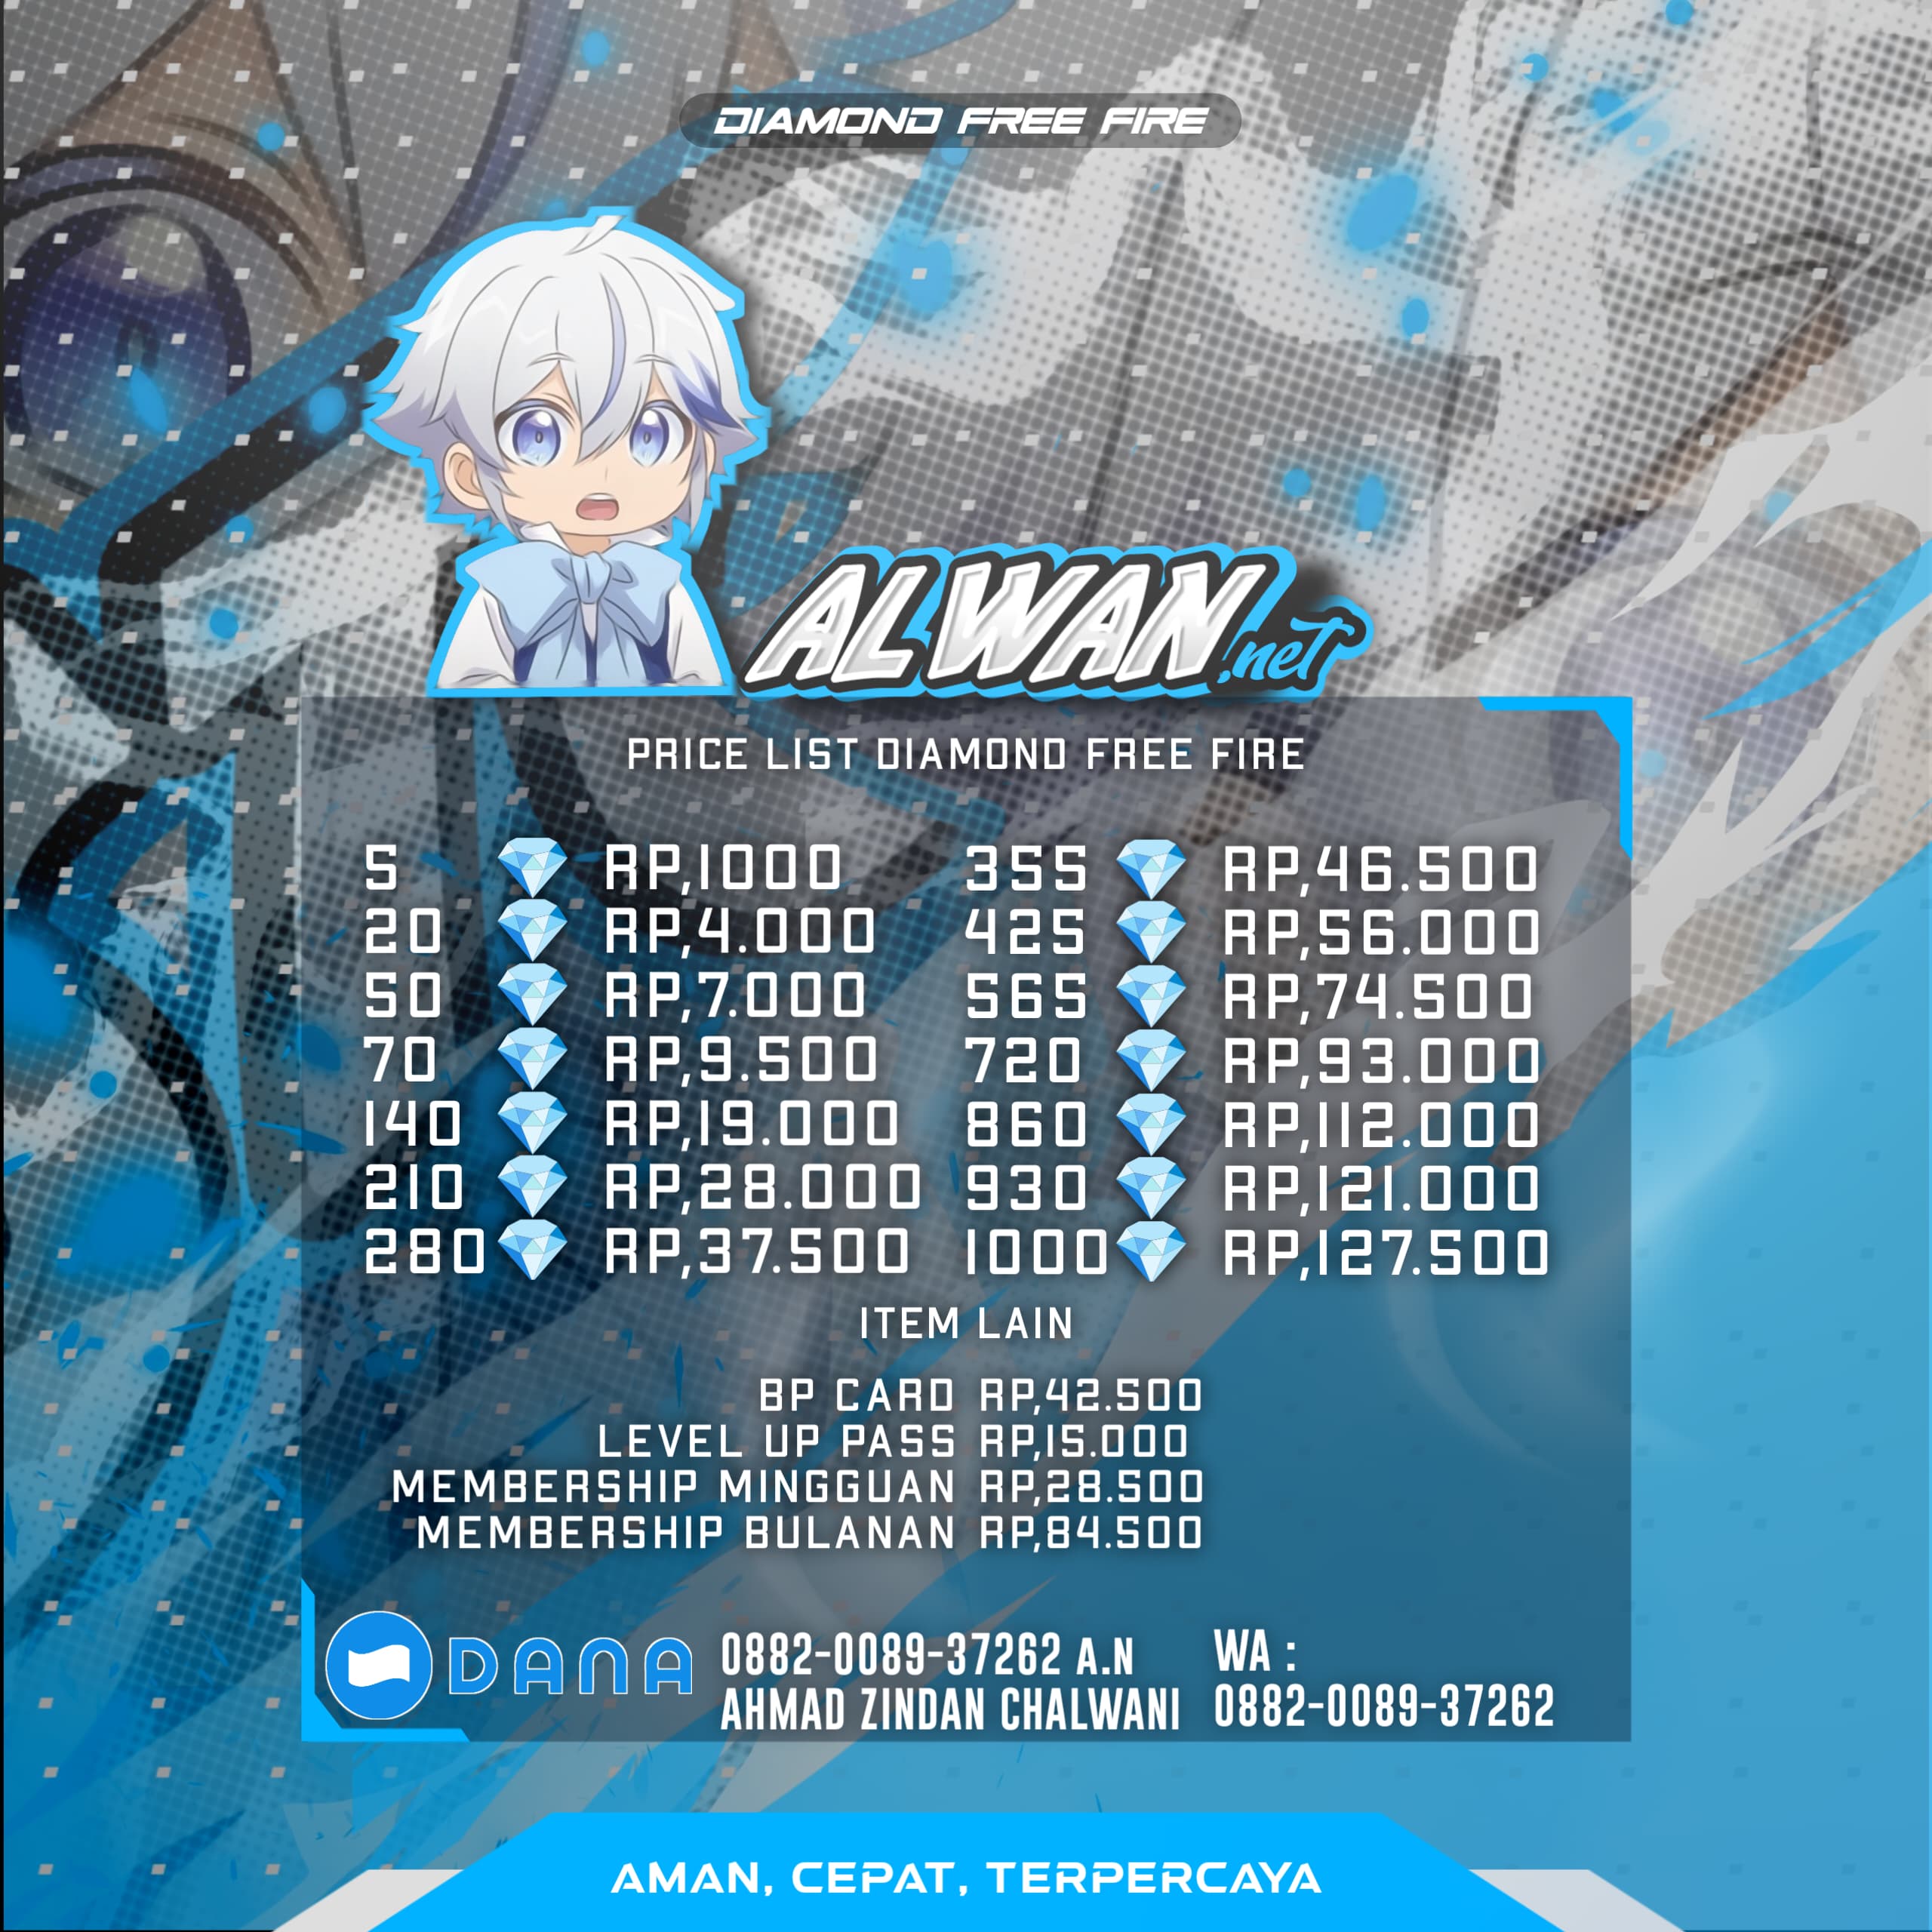 DIAMOND FREE FIRE
ALWAN.net
PRICE LIST DIAMOND FREE FIRE
5 💎 RP,1000
20 💎 RP,4.000
50 💎 RP,7.000
70 💎 RP,9.500
140 💎 RP,19.000
210 💎 RP,28.000
280 💎 RP,37.500
355 💎 RP,46.500
425 💎 RP,56.000
565 💎 RP,74.500
720 💎 RP,93.000
860 💎 RP,112.000
930 💎 RP,121.000
1000 💎 RP,127.500
ITEM LAIN
BP CARD RP,42.500
LEVEL UP PASS RP,15.000
MEMBERSHIP MINGGUAN RP,28.500
MEMBERSHIP BULANAN RP,84.500
DANA
0882-0089-37262 A.N
AHMAD ZINDAN CHALWANI
WA :
0882-0089-37262
AMAN, CEPAT, TERPERCAYA